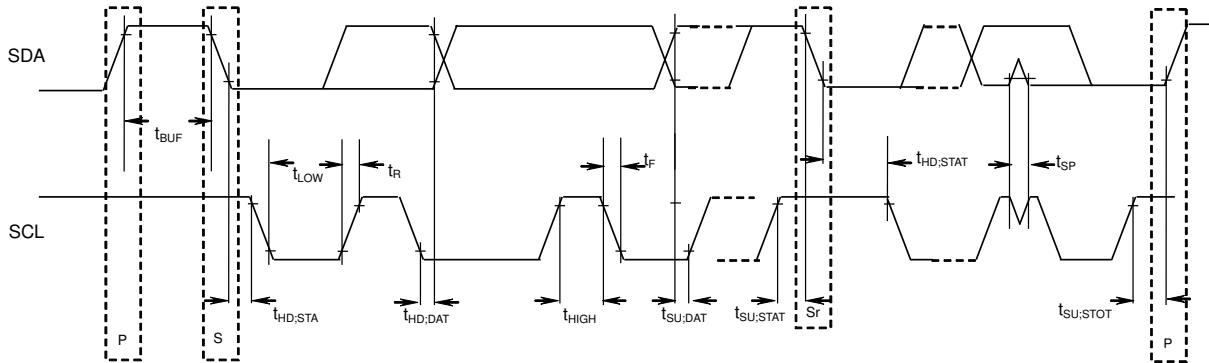 SDA
tBUF
tLOW
tR
tF
tHD;STAT
tSP
SCL
tHD;STA
tHD;DAT
tHIGH
tSU;DAT
tSU;STAT
Sr
tSU;STOT
P
S
P